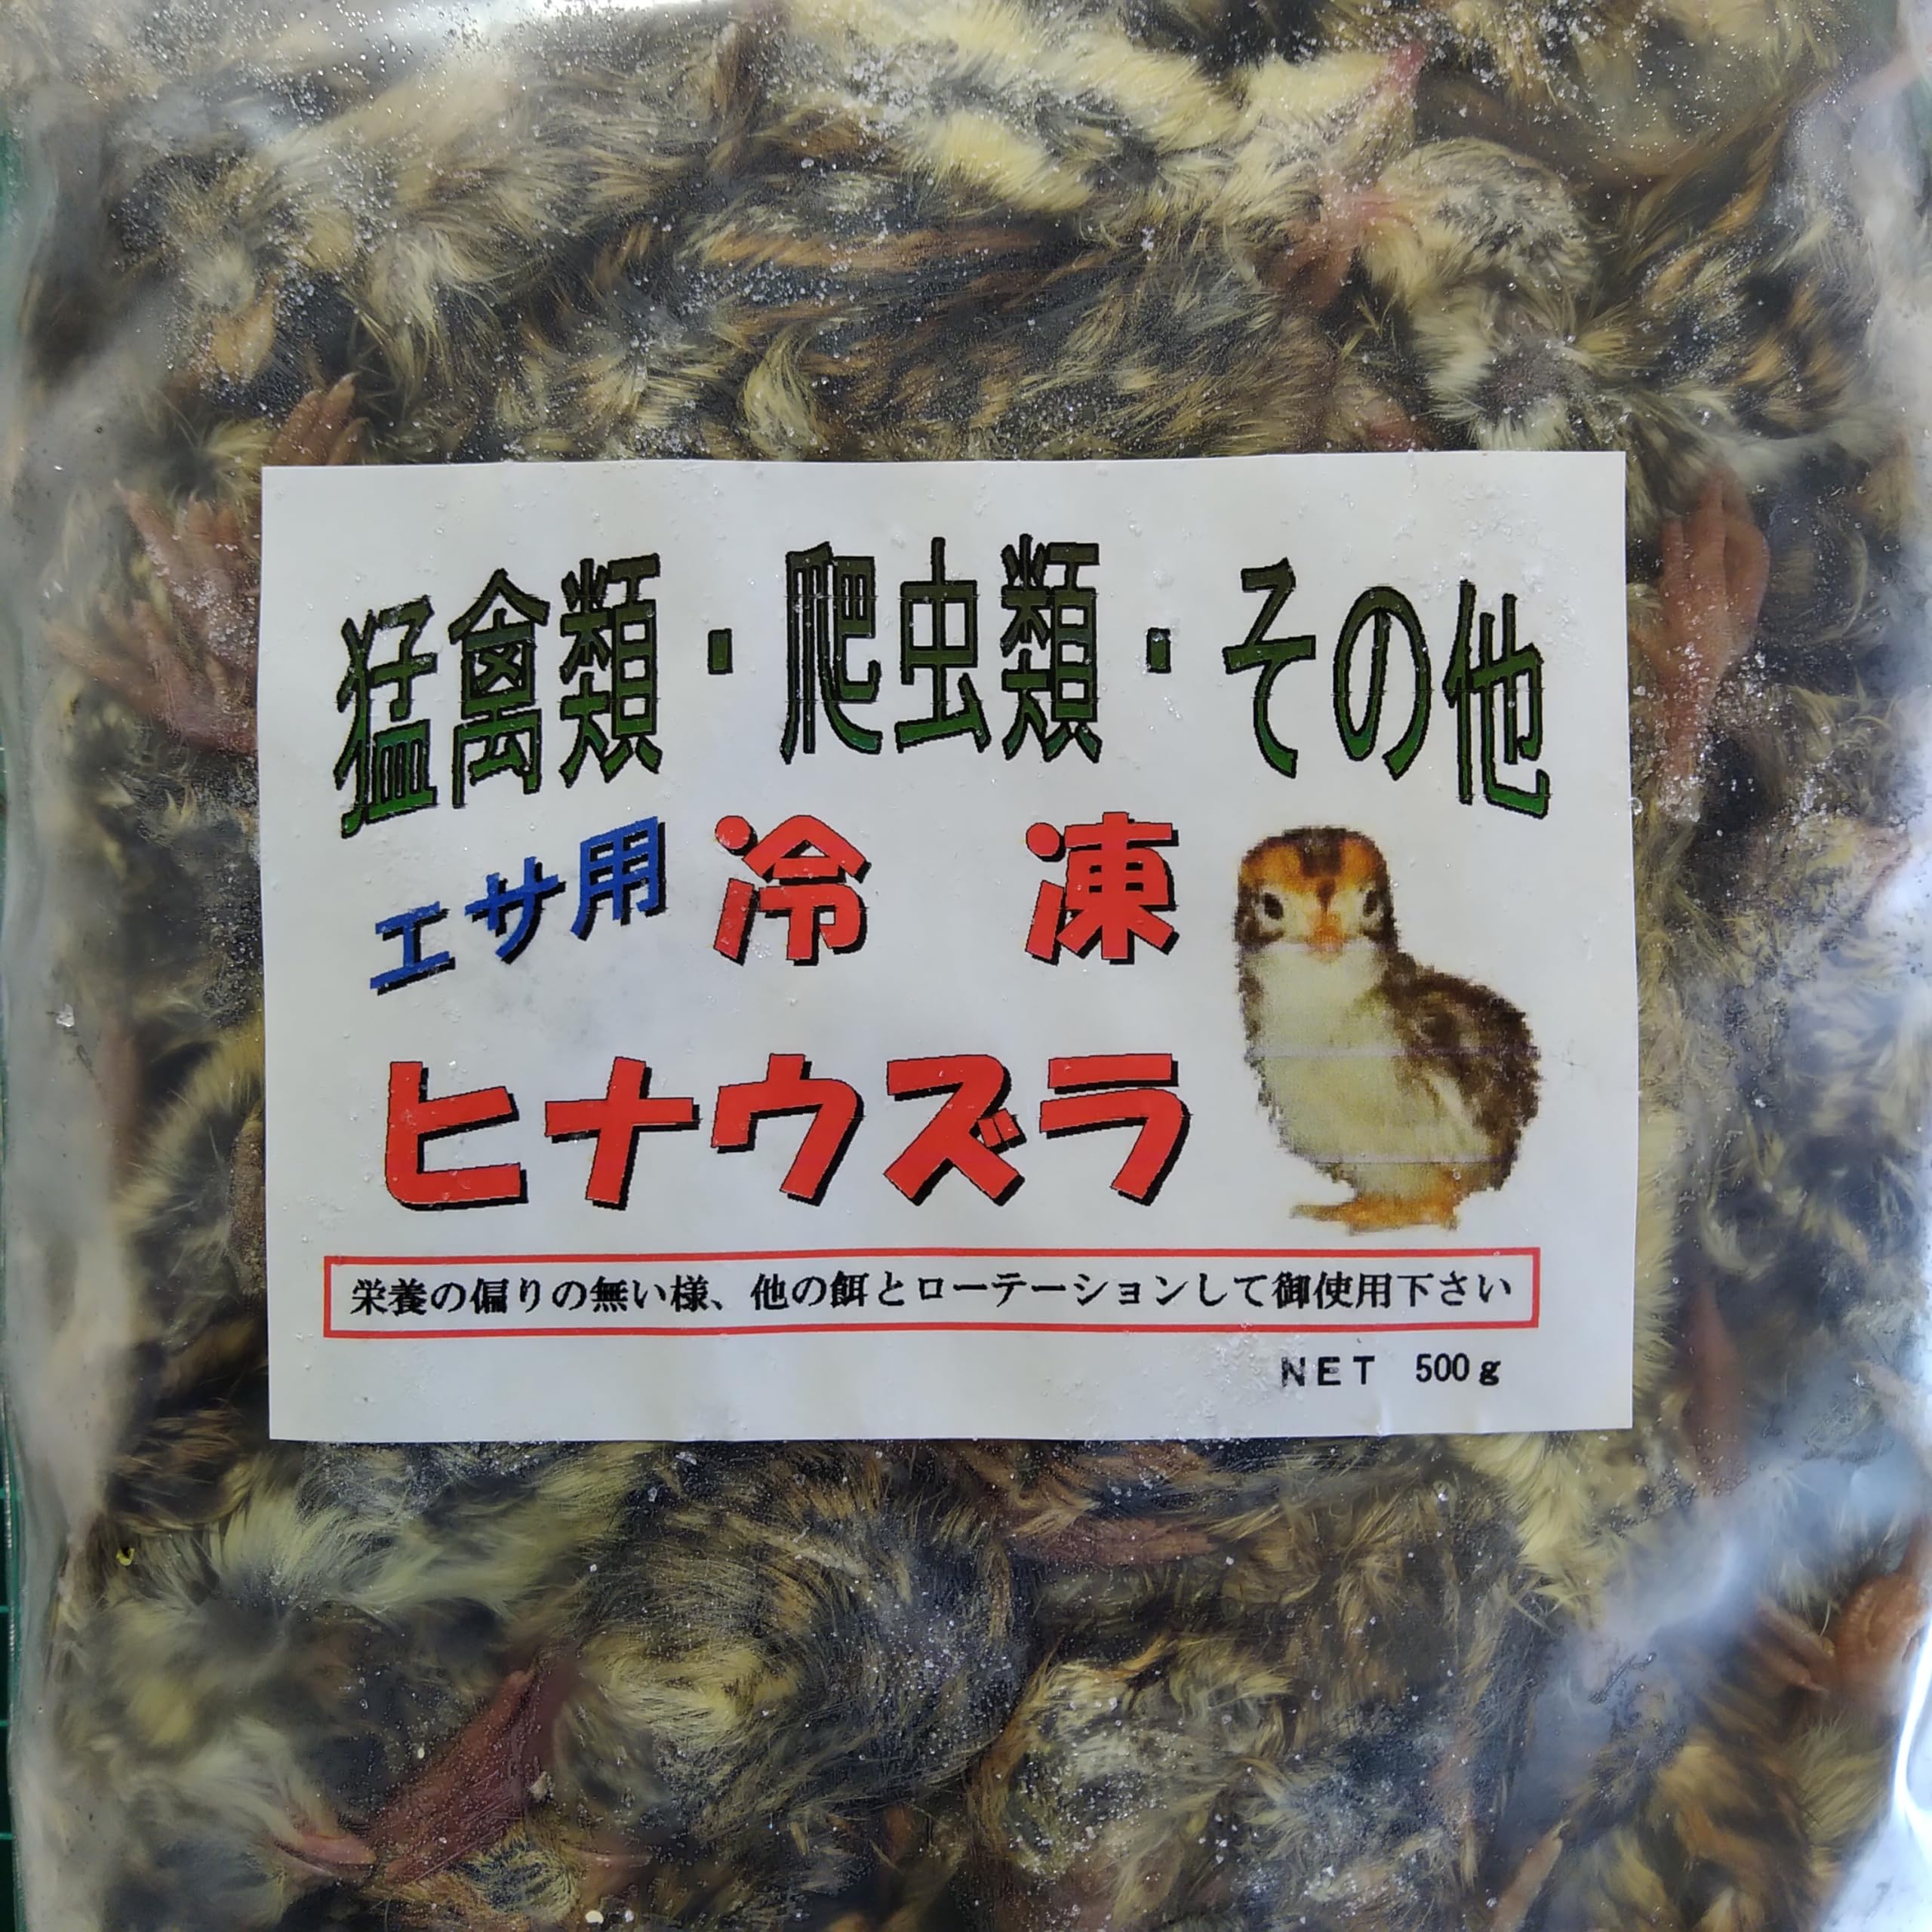 猛禽類・爬虫類・その他
エサ用 冷凍
ヒナウズラ
栄養の偏りの無い様、他の餌とローテーションして御使用下さい
NET 500g